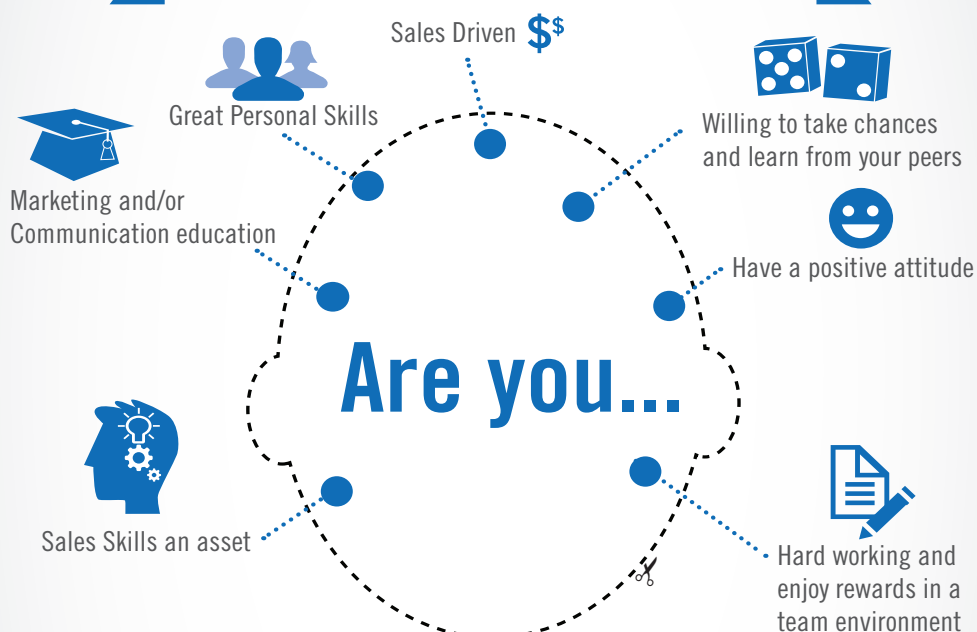 Sales Driven $$
Great Personal Skills
Willing to take chances
and learn from your peers
Marketing and/or
Communication education
Have a positive attitude
Are you...
Sales Skills an asset
Hard working and
enjoy rewards in a
team environment